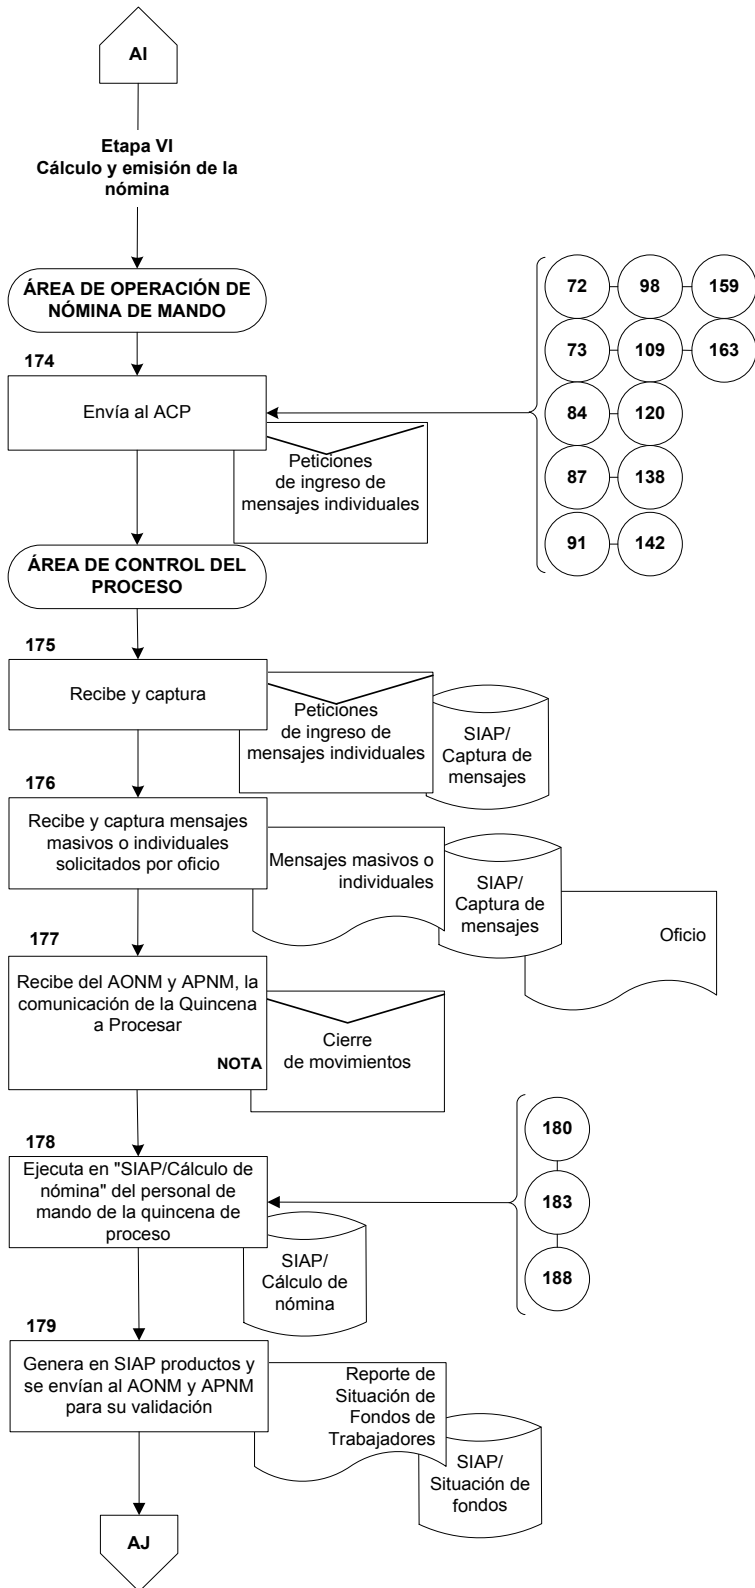 AI
Etapa VI
Cálculo y emisión de la
nómina
ÁREA DE OPERACIÓN DE
NÓMINA DE MANDO
72
98
159
73
109
163
84
120
87
138
91
142
174
Envía al ACP
Peticiones
de ingreso de
mensajes individuales
ÁREA DE CONTROL DEL
PROCESO
175
Recibe y captura
Peticiones
de ingreso de
mensajes individuales
SIAP/
Captura de
mensajes
176
Recibe y captura mensajes
masivos o individuales
solicitados por oficio
Mensajes masivos o
individuales
SIAP/
Captura de
mensajes
Oficio
177
Recibe del AONM y APNM, la
comunicación de la Quincena
a Procesar
NOTA
Cierre
de movimientos
178
Ejecuta en "SIAP/Cálculo de
nómina" del personal de
mando de la quincena de
proceso
SIAP/
Cálculo de
nómina
180
183
188
179
Genera en SIAP productos y
se envían al AONM y APNM
para su validación
Reporte de
Situación de
Fondos de
Trabajadores
SIAP/
Situación de
fondos
AJ